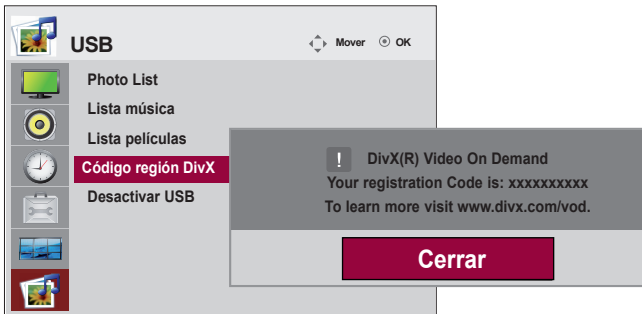 USB
Mover OK
Photo List
Lista música
Lista películas
Código región DivX
Desactivar USB
! DivX(R) Video On Demand
Your registration Code is: xxxxxxxxxx
To learn more visit www.divx.com/vod.
Cerrar